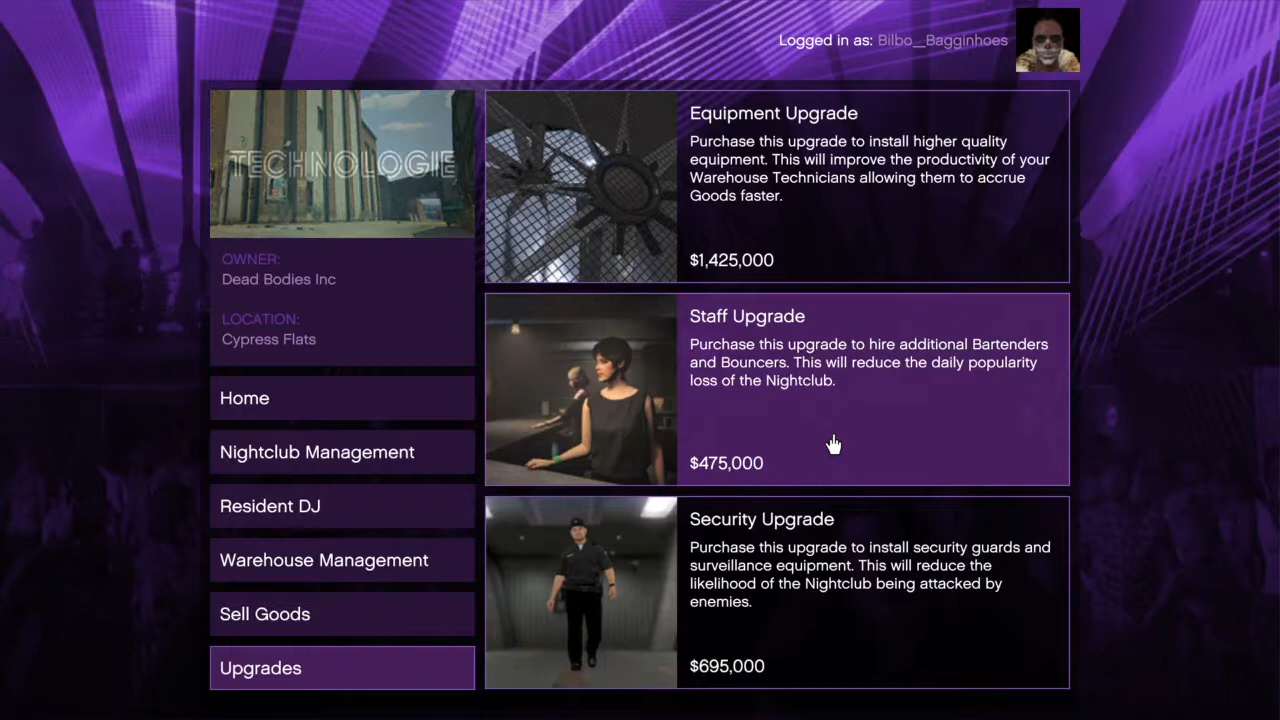 Logged in as: Bilbo__Bagginhoes
TECHNOLOGIE
OWNER:
Dead Bodies Inc
LOCATION:
Cypress Flats
Home
Nightclub Management
Resident DJ
Warehouse Management
Sell Goods
Upgrades
Equipment Upgrade
Purchase this upgrade to install higher quality
equipment. This will improve the productivity of your
Warehouse Technicians allowing them to accrue
Goods faster.
$1,425,000
Staff Upgrade
Purchase this upgrade to hire additional Bartenders
and Bouncers. This will reduce the daily popularity
loss of the Nightclub.
$475,000
Security Upgrade
Purchase this upgrade to install security guards and
surveillance equipment. This will reduce the
likelihood of the Nightclub being attacked by
enemies.
$695,000